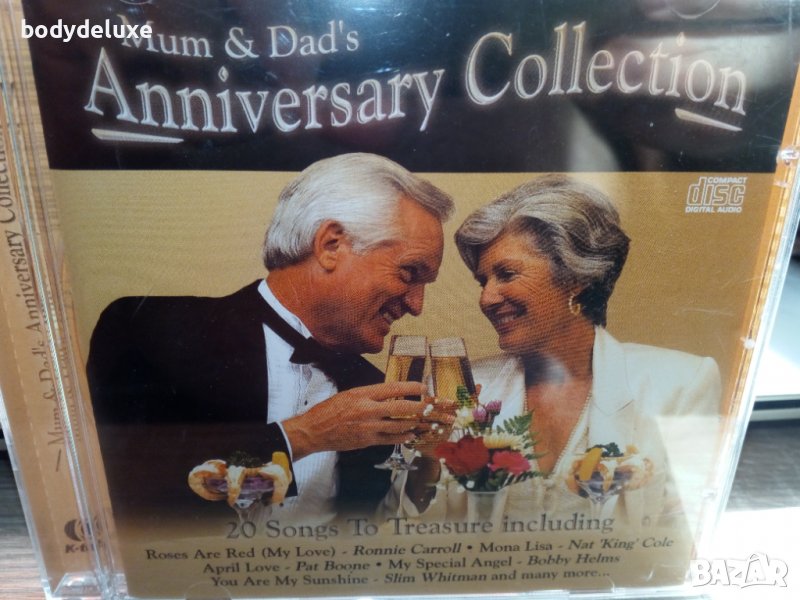 bodydeluxe
Mum & Dad's
Anniversary Collection
COMPACT
disc
DIGITAL AUDIO
Mum & Dad's Anniversary Collection
20 Songs To Treasure including
Roses Are Red (My Love) - Ronnie Carroll • Mona Lisa - Nat 'King' Cole
April Love - Pat Boone • My Special Angel - Bobby Helms
You Are My Sunshine - Slim Whitman and many more...
BAZAR